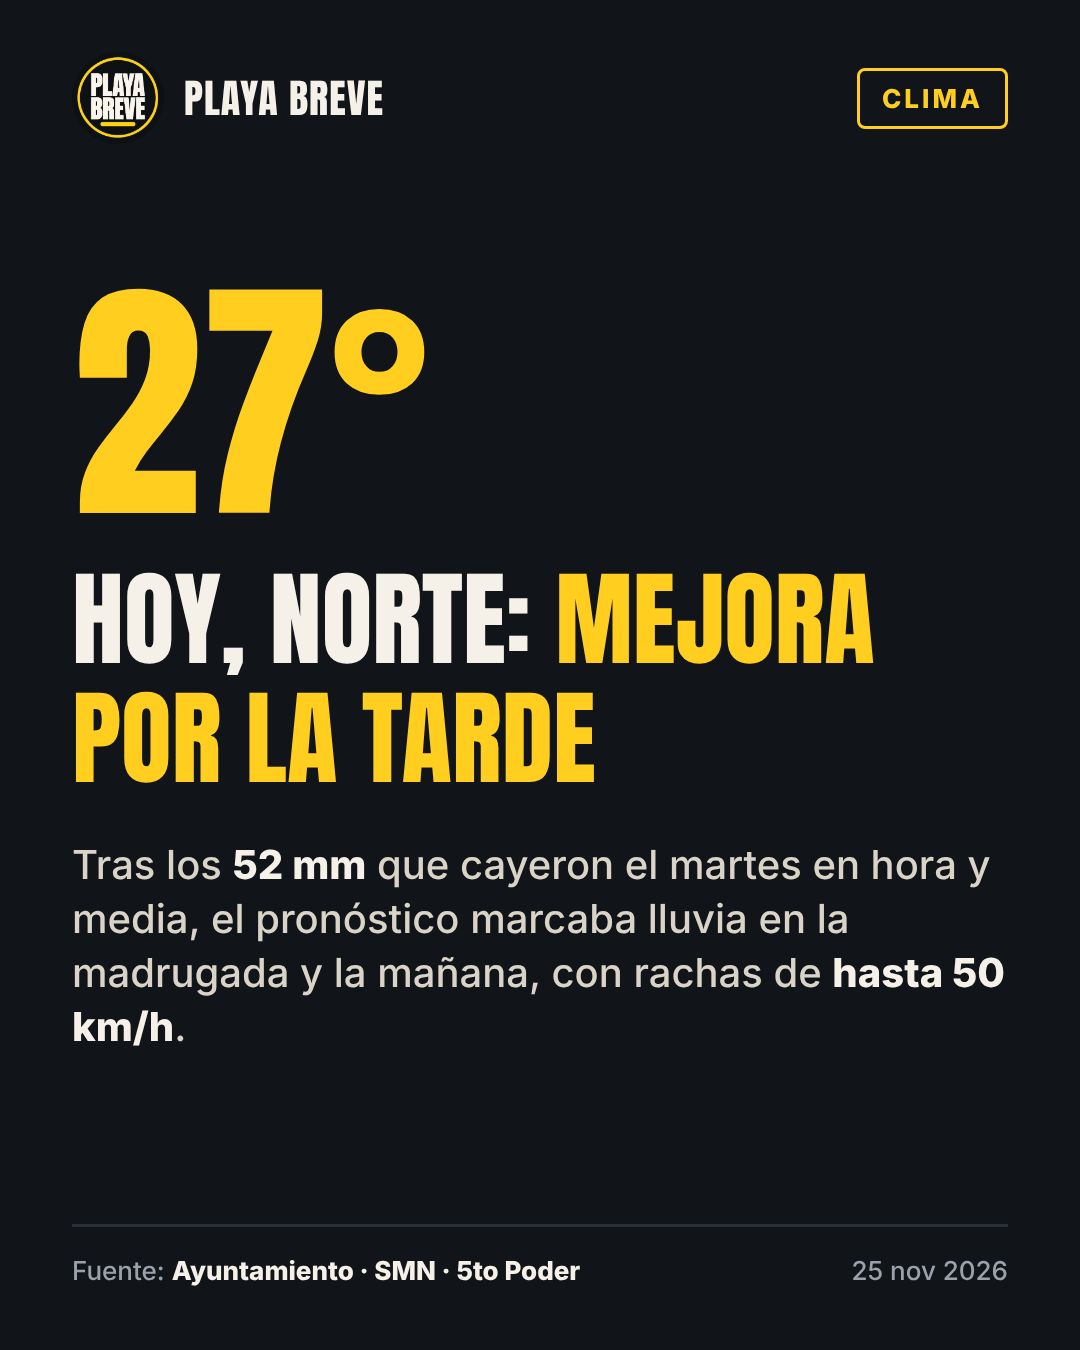 PLAYA
BREVE
PLAYA BREVE
CLIMA
27°
HOY, NORTE: MEJORA
POR LA TARDE
Tras los 52 mm que cayeron el martes en hora y
media, el pronóstico marcaba lluvia en la
madrugada y la mañana, con rachas de hasta 50
km/h.
Fuente: Ayuntamiento · SMN · 5to Poder
25 nov 2026